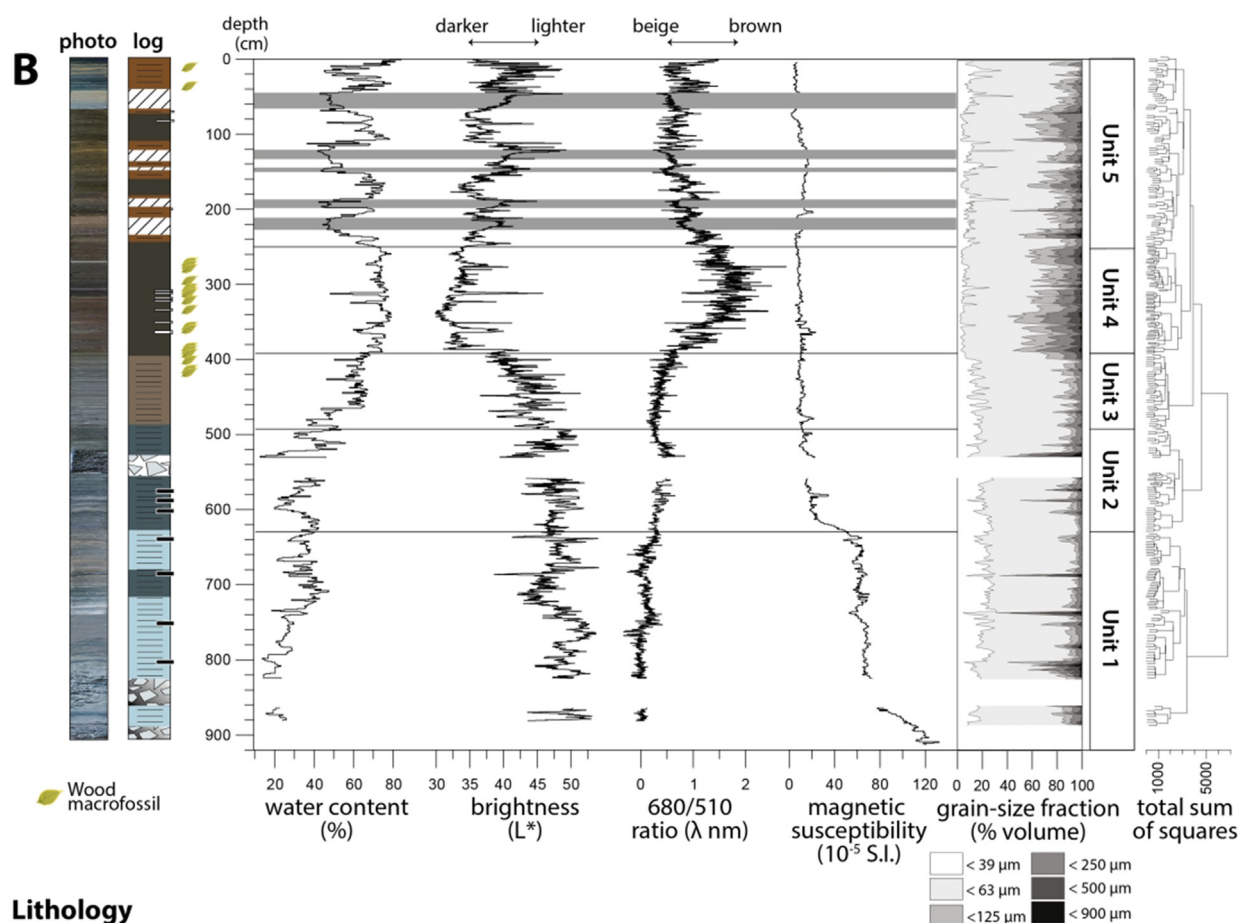 B
photo
log
depth
(cm)
darker
lighter
beige
brown
0
100
200
300
400
500
600
700
800
900
Unit 5
Unit 4
Unit 3
Unit 2
Unit 1
20 40 60 80
30 35 40 45 50
0 1 2
0 40 80 120
0 20 40 60 80 100
1000 5000
water content
(%)
brightness
(L*)
680/510
ratio (λ nm)
magnetic
susceptibility
(10⁻⁵ S.I.)
grain-size fraction
(% volume)
total sum
of squares
Wood
macrofossil
< 39 µm
< 63 µm
<125 µm
< 250 µm
< 500 µm
< 900 µm
Lithology